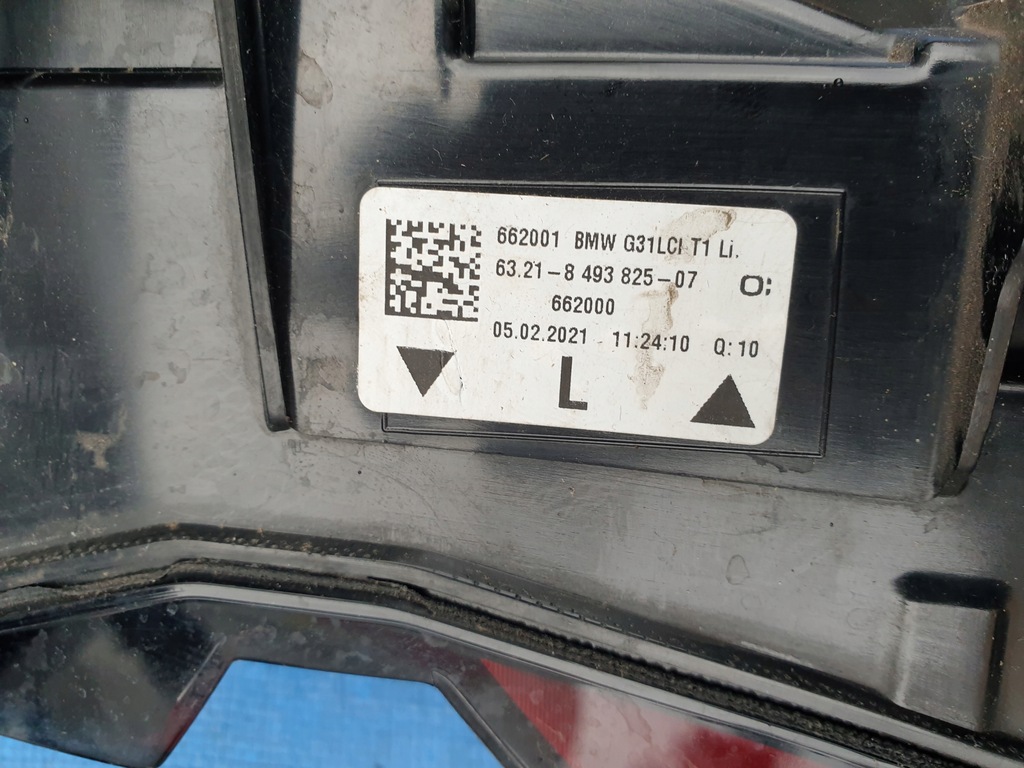 662001 BMW G31LCI T1 Li.
63.21-8 493 825-07 O:
662000
05.02.2021 11:24:10 Q:10
L